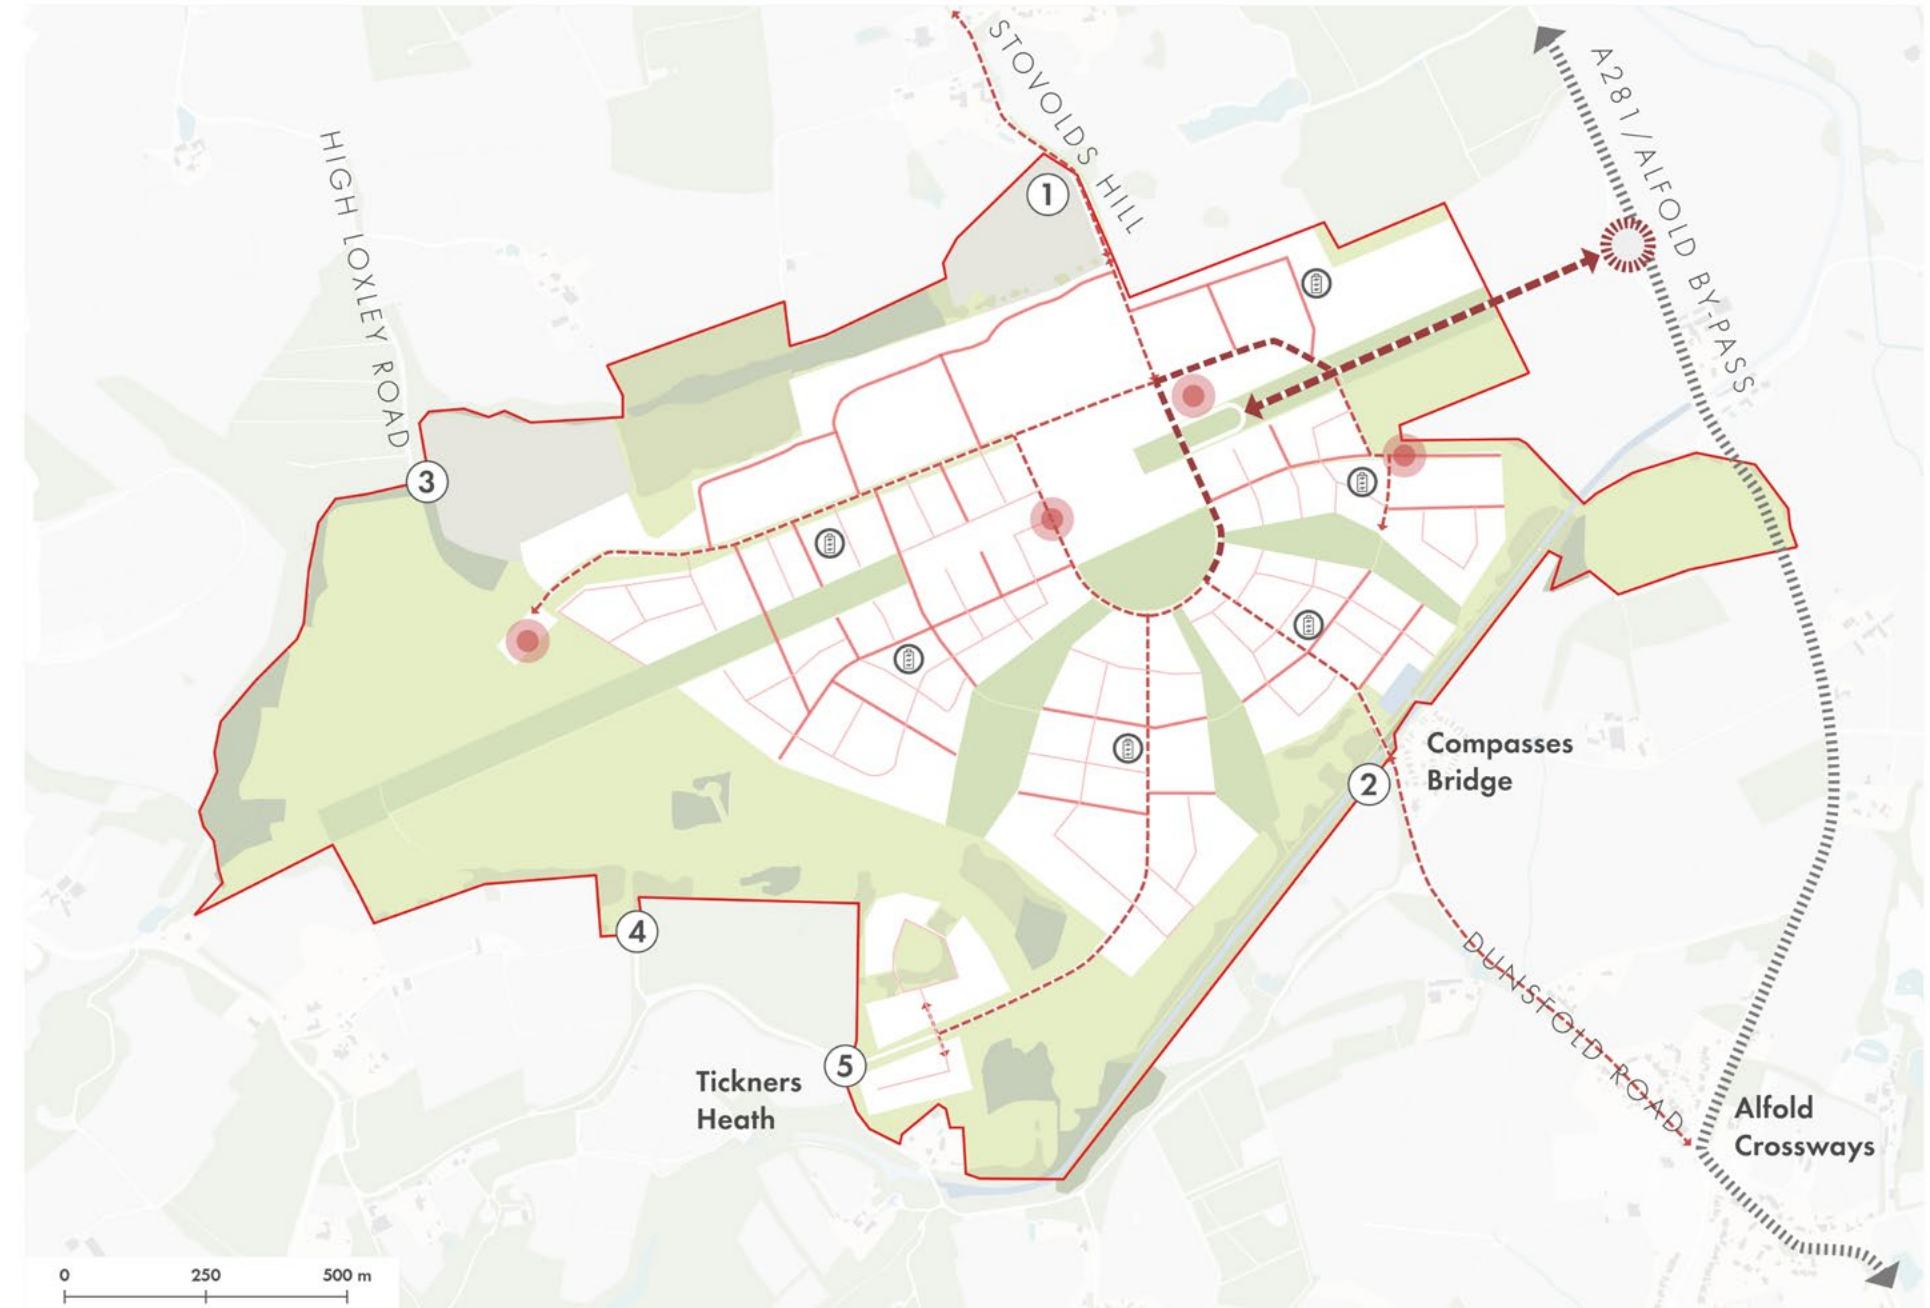 STOVOLDS HILL
A281/ALFOLD BY-PASS
HIGH LOXLEY ROAD
1
3
Compasses
Bridge
2
4
DUNSFOLD ROAD
5
Tickners
Heath
Alfold
Crossways
0 250 500 m